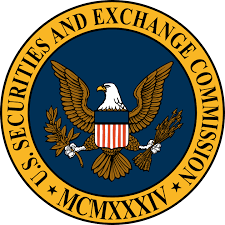 U.S. SECURITIES AND EXCHANGE COMMISSION
MCMXXXIV